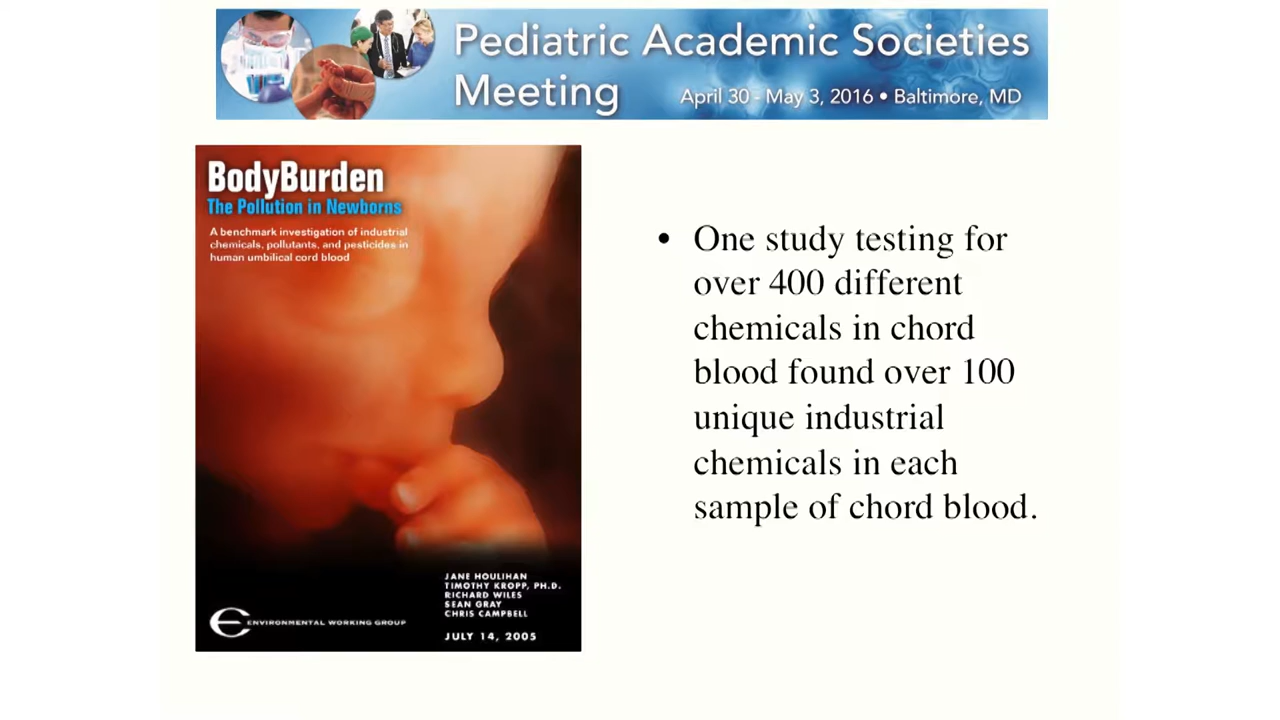 Pediatric Academic Societies
Meeting
April 30 - May 3, 2016 • Baltimore, MD
BodyBurden
The Pollution in Newborns
A benchmark investigation of industrial
chemicals, pollutants, and pesticides in
human umbilical cord blood
JANE HOULIHAN
TIMOTHY KROPP, PH.D.
RICHARD WILES
SEAN GRAY
CHRIS CAMPBELL
ENVIRONMENTAL WORKING GROUP
JULY 14, 2005
• One study testing for
over 400 different
chemicals in chord
blood found over 100
unique industrial
chemicals in each
sample of chord blood.